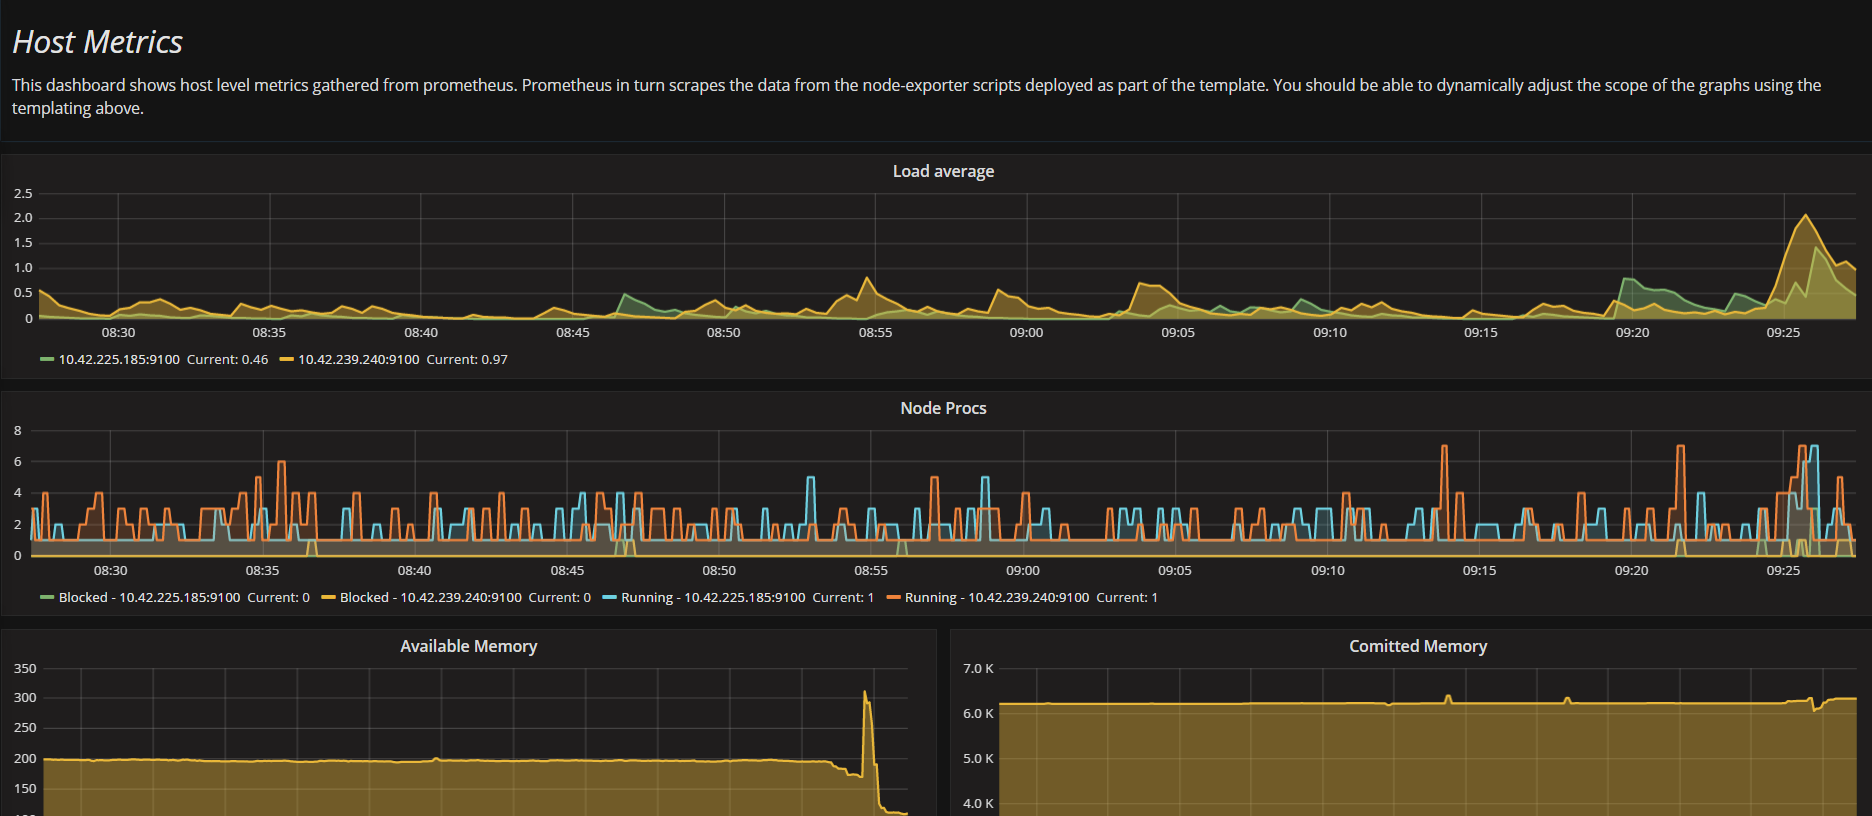 Host Metrics
This dashboard shows host level metrics gathered from prometheus. Prometheus in turn scrapes the data from the node-exporter scripts deployed as part of the template. You should be able to dynamically adjust the scope of the graphs using the
templating above.
Load average
2.5
2.0
1.5
1.0
0.5
0
08:30 08:35 08:40 08:45 08:50 08:55 09:00 09:05 09:10 09:15 09:20 09:25
10.42.225.185:9100 Current: 0.46 10.42.239.240:9100 Current: 0.97
Node Procs
8
6
4
2
0
08:30 08:35 08:40 08:45 08:50 08:55 09:00 09:05 09:10 09:15 09:20 09:25
Blocked - 10.42.225.185:9100 Current: 0 Blocked - 10.42.239.240:9100 Current: 0 Running - 10.42.225.185:9100 Current: 1 Running - 10.42.239.240:9100 Current: 1
Available Memory
350
300
250
200
150
Comitted Memory
7.0 K
6.0 K
5.0 K
4.0 K